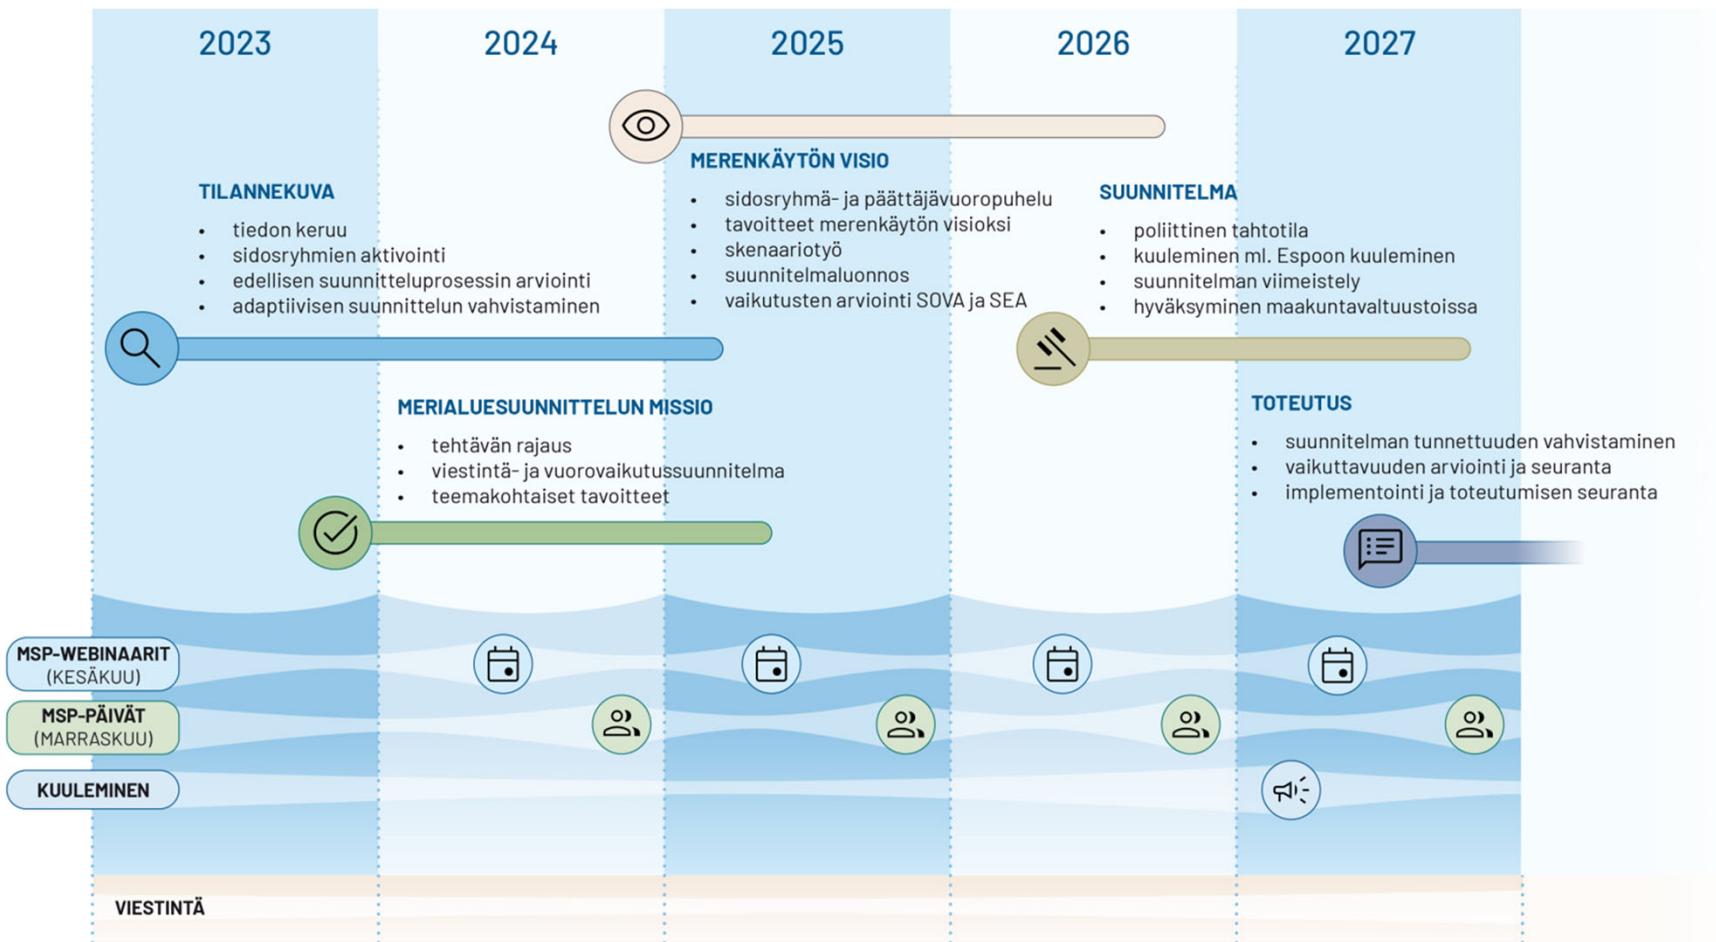 2023
2024
2025
2026
2027
MERENKÄYTÖN VISIO
• sidosryhmä- ja päättäjävuoropuhelu
• tavoitteet merenkäytön visioksi
• skenaariotyö
• suunnitelmaluonnos
• vaikutusten arviointi SOVA ja SEA
TILANNEKUVA
• tiedon keruu
• sidosryhmien aktivointi
• edellisen suunnitteluprosessin arviointi
• adaptiivisen suunnittelun vahvistaminen
SUUNNITELMA
• poliittinen tahtotila
• kuuleminen ml. Espoon kuuleminen
• suunnitelman viimeistely
• hyväksyminen maakuntavaltuustoissa
MERIALUESUUNNITTELUN MISSIO
• tehtävän rajaus
• viestintä- ja vuorovaikutussuunnitelma
• teemakohtaiset tavoitteet
TOTEUTUS
• suunnitelman tunnettuuden vahvistaminen
• vaikuttavuuden arviointi ja seuranta
• implementointi ja toteutumisen seuranta
MSP-WEBINAARIT
(KESÄKUU)
MSP-PÄIVÄT
(MARRASKUU)
KUULEMINEN
VIESTINTÄ